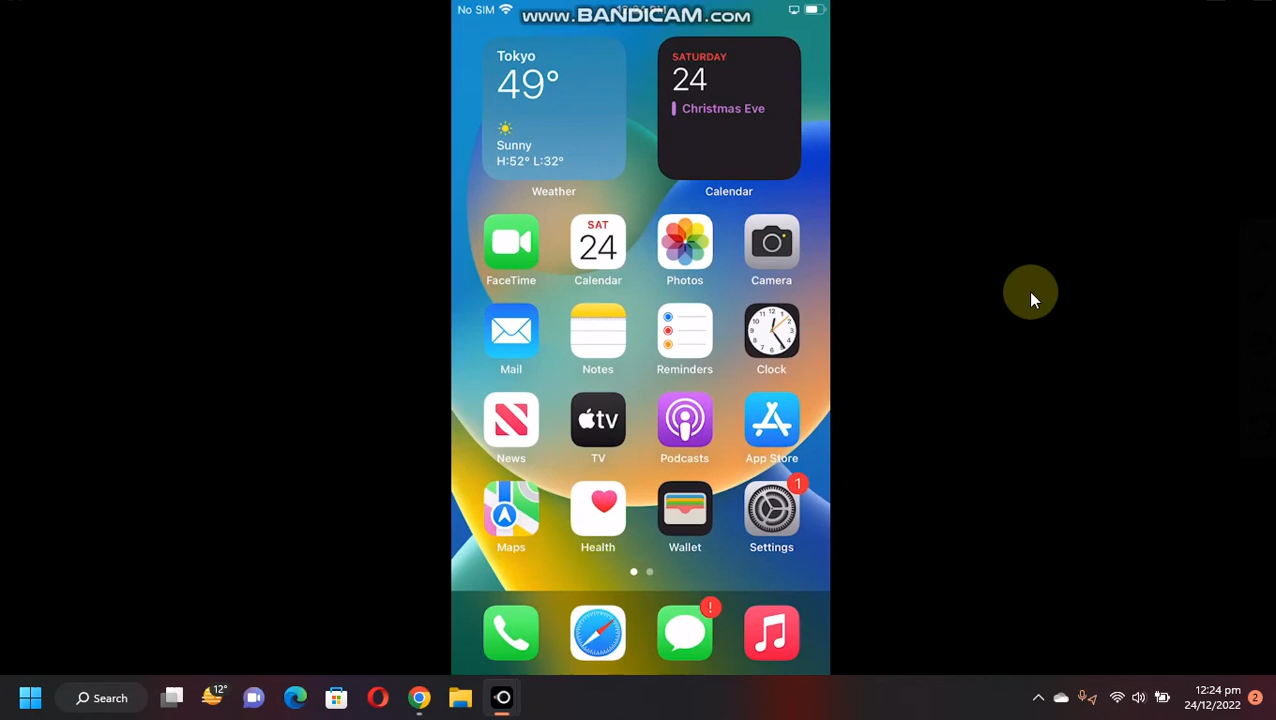 No SIM
www.BANDICAM.com
Tokyo
49°
Sunny
H:52° L:32°
Weather
SATURDAY
24
Christmas Eve
Calendar
FaceTime
SAT
24
Calendar
Photos
Camera
Mail
Notes
Reminders
Clock
News
tv
TV
Podcasts
App Store
Maps
Health
Wallet
1
Settings
!
Search
12°
12:24 pm
24/12/2022
2